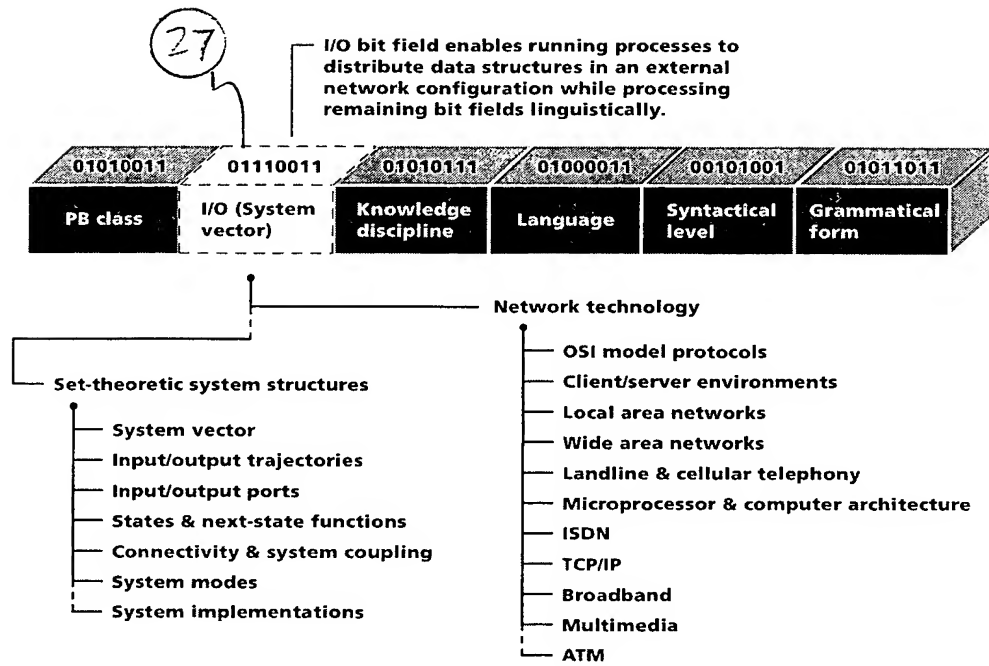 27
I/O bit field enables running processes to
distribute data structures in an external
network configuration while processing
remaining bit fields linguistically.
01010011 01110011 01010111 01000011 00101001 01011011
PB class
I/O (System
vector)
Knowledge
discipline
Language
Syntactical
level
Grammatical
form
Network technology
OSI model protocols
Client/server environments
Local area networks
Wide area networks
Landline & cellular telephony
Microprocessor & computer architecture
ISDN
TCP/IP
Broadband
Multimedia
ATM
Set-theoretic system structures
System vector
Input/output trajectories
Input/output ports
States & next-state functions
Connectivity & system coupling
System modes
System implementations